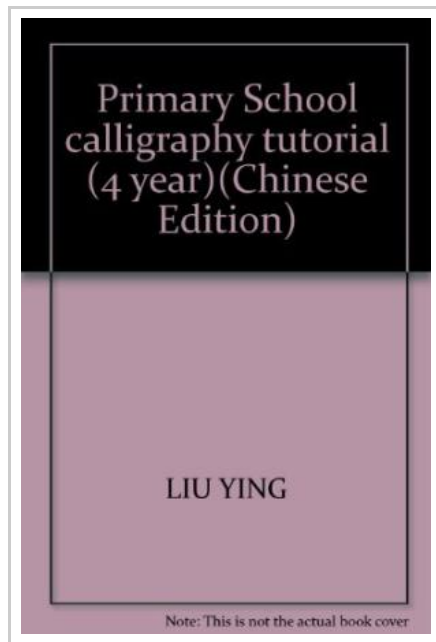 Primary School
calligraphy tutorial
(4 year)(Chinese
Edition)
LIU YING
Note: This is not the actual book cover